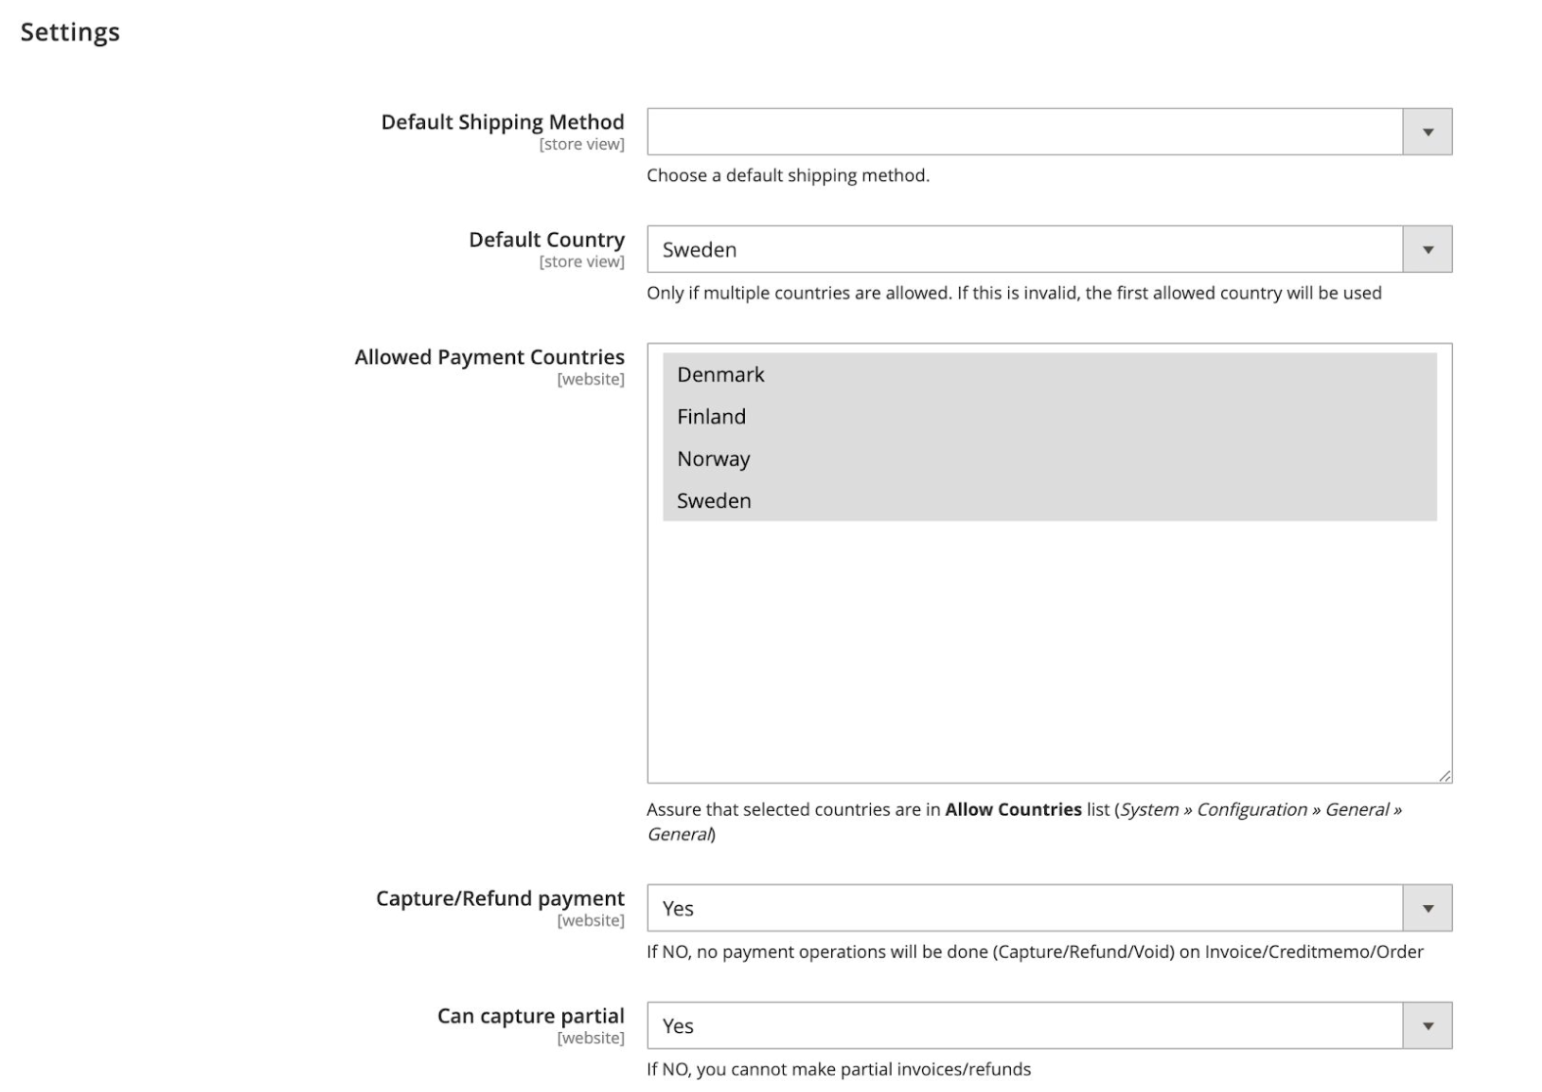 Settings
Default Shipping Method
[store view]
Choose a default shipping method.
Default Country
[store view]
Sweden
Only if multiple countries are allowed. If this is invalid, the first allowed country will be used
Allowed Payment Countries
[website]
Denmark
Finland
Norway
Sweden
Assure that selected countries are in Allow Countries list (System » Configuration » General »
General)
Capture/Refund payment
[website]
Yes
If NO, no payment operations will be done (Capture/Refund/Void) on Invoice/Creditmemo/Order
Can capture partial
[website]
Yes
If NO, you cannot make partial invoices/refunds